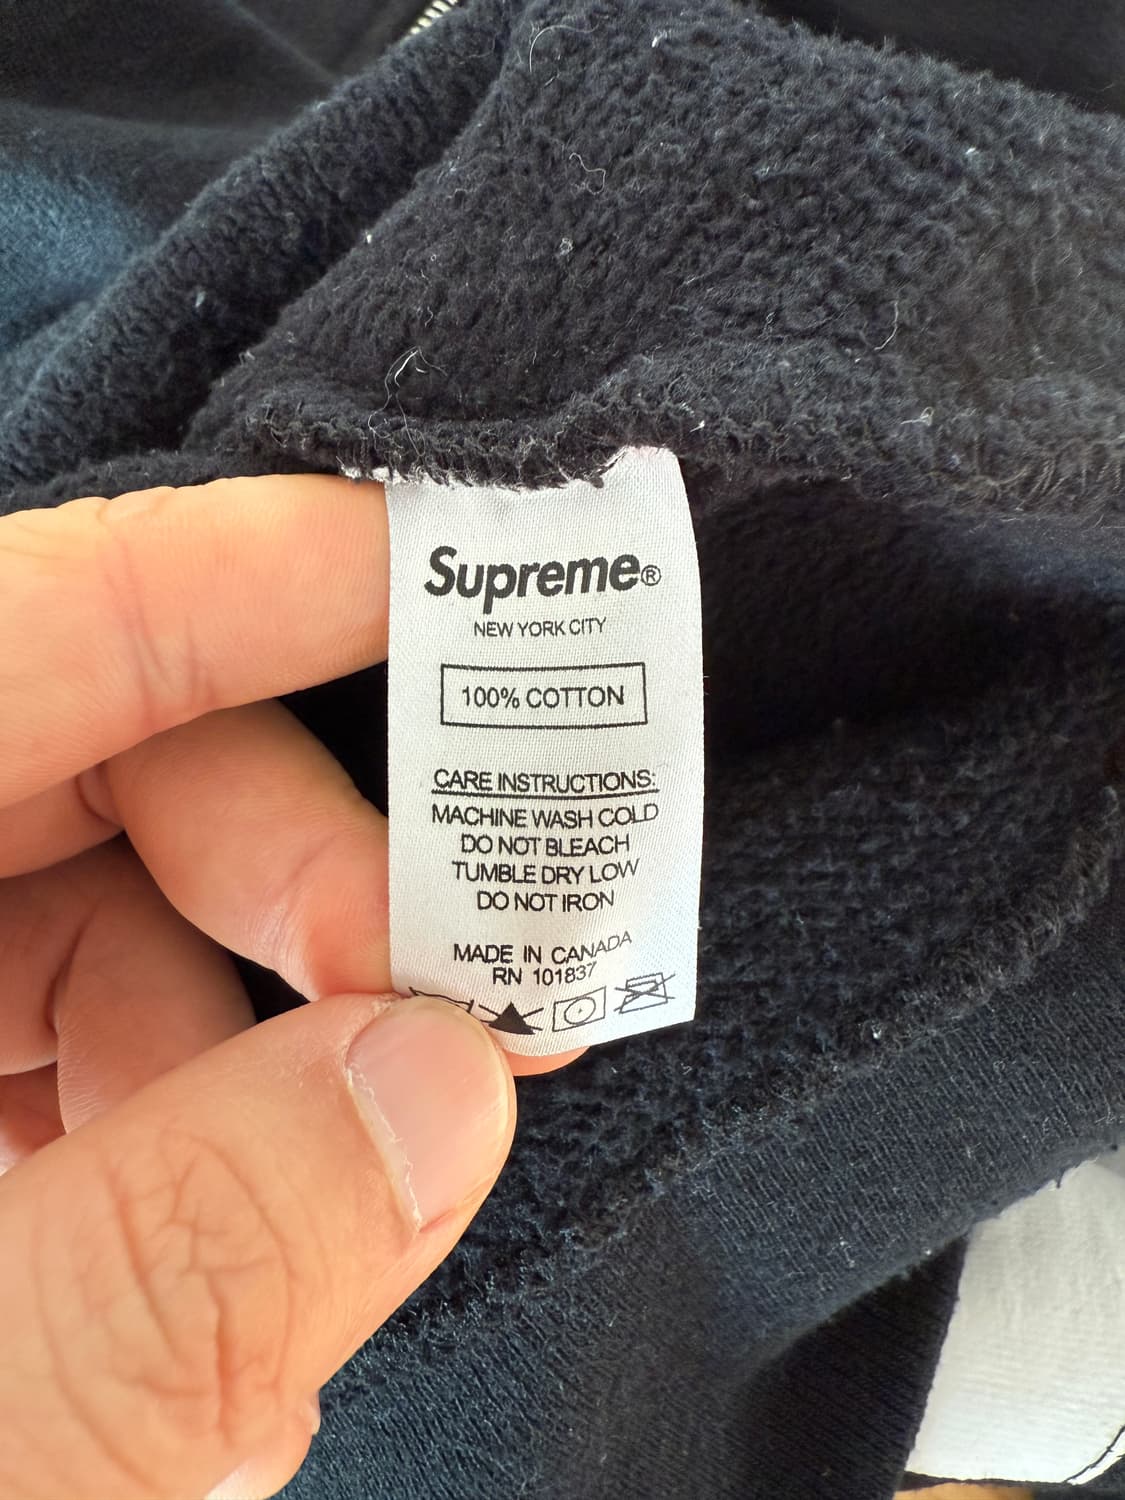 Supreme®
NEW YORK CITY
100% COTTON
CARE INSTRUCTIONS:
MACHINE WASH COLD
DO NOT BLEACH
TUMBLE DRY LOW
DO NOT IRON
MADE IN CANADA
RN 101837